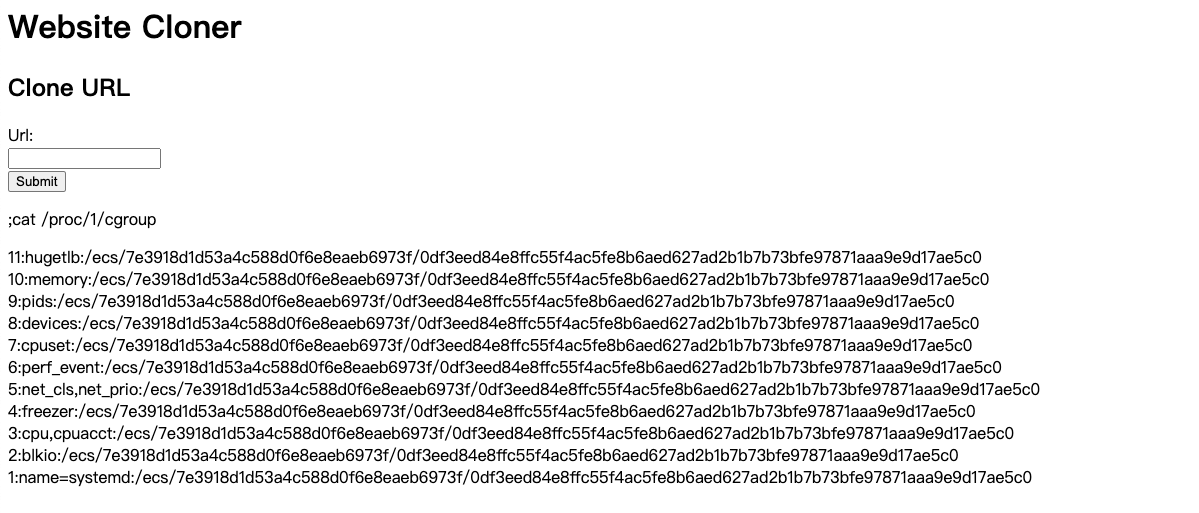 Website Cloner
Clone URL
Url:
Submit
;cat /proc/1/cgroup
11:hugetlb:/ecs/7e3918d1d53a4c588d0f6e8eaeb6973f/0df3eed84e8ffc55f4ac5fe8b6aed627ad2b1b7b73bfe97871aaa9e9d17ae5c0
10:memory:/ecs/7e3918d1d53a4c588d0f6e8eaeb6973f/0df3eed84e8ffc55f4ac5fe8b6aed627ad2b1b7b73bfe97871aaa9e9d17ae5c0
9:pids:/ecs/7e3918d1d53a4c588d0f6e8eaeb6973f/0df3eed84e8ffc55f4ac5fe8b6aed627ad2b1b7b73bfe97871aaa9e9d17ae5c0
8:devices:/ecs/7e3918d1d53a4c588d0f6e8eaeb6973f/0df3eed84e8ffc55f4ac5fe8b6aed627ad2b1b7b73bfe97871aaa9e9d17ae5c0
7:cpuset:/ecs/7e3918d1d53a4c588d0f6e8eaeb6973f/0df3eed84e8ffc55f4ac5fe8b6aed627ad2b1b7b73bfe97871aaa9e9d17ae5c0
6:perf_event:/ecs/7e3918d1d53a4c588d0f6e8eaeb6973f/0df3eed84e8ffc55f4ac5fe8b6aed627ad2b1b7b73bfe97871aaa9e9d17ae5c0
5:net_cls,net_prio:/ecs/7e3918d1d53a4c588d0f6e8eaeb6973f/0df3eed84e8ffc55f4ac5fe8b6aed627ad2b1b7b73bfe97871aaa9e9d17ae5c0
4:freezer:/ecs/7e3918d1d53a4c588d0f6e8eaeb6973f/0df3eed84e8ffc55f4ac5fe8b6aed627ad2b1b7b73bfe97871aaa9e9d17ae5c0
3:cpu,cpuacct:/ecs/7e3918d1d53a4c588d0f6e8eaeb6973f/0df3eed84e8ffc55f4ac5fe8b6aed627ad2b1b7b73bfe97871aaa9e9d17ae5c0
2:blkio:/ecs/7e3918d1d53a4c588d0f6e8eaeb6973f/0df3eed84e8ffc55f4ac5fe8b6aed627ad2b1b7b73bfe97871aaa9e9d17ae5c0
1:name=systemd:/ecs/7e3918d1d53a4c588d0f6e8eaeb6973f/0df3eed84e8ffc55f4ac5fe8b6aed627ad2b1b7b73bfe97871aaa9e9d17ae5c0